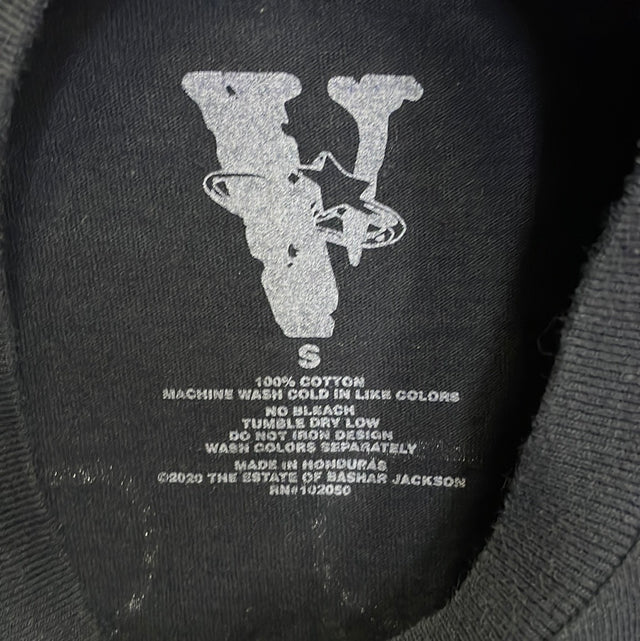 V
S
100% COTTON
MACHINE WASH COLD IN LIKE COLORS
NO BLEACH
TUMBLE DRY LOW
DO NOT IRON DESIGN
WASH COLORS SEPARATELY
MADE IN HONDURAS
©2020 THE ESTATE OF BASHAR JACKSON
RN#102050